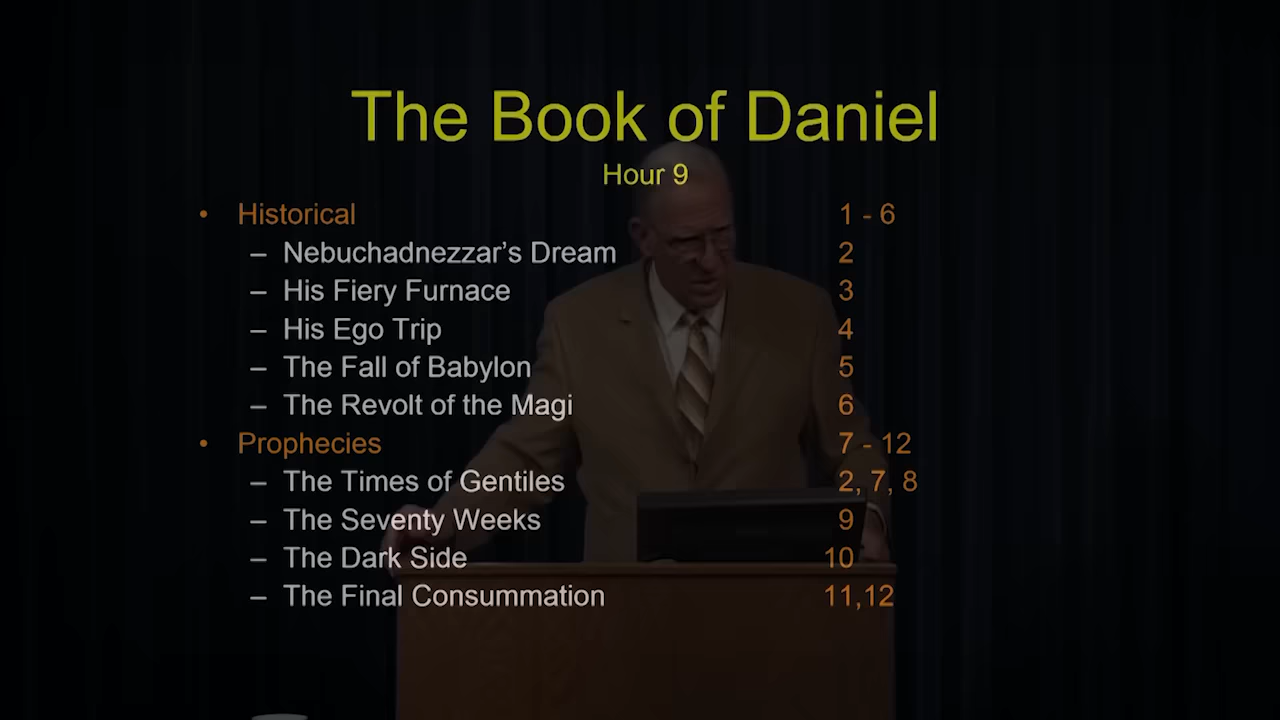 The Book of Daniel
Hour 9
• Historical 1 - 6
– Nebuchadnezzar’s Dream 2
– His Fiery Furnace 3
– His Ego Trip 4
– The Fall of Babylon 5
– The Revolt of the Magi 6
• Prophecies 7 - 12
– The Times of Gentiles 2, 7, 8
– The Seventy Weeks 9
– The Dark Side 10
– The Final Consummation 11,12